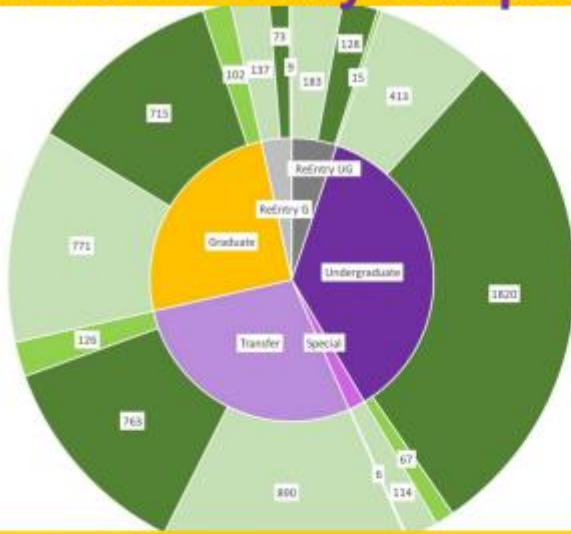 73
128
102
137
9
183
15
413
715
ReEntry UG
ReEntry G
Graduate
771
Undergraduate
1820
126
Transfer
Special
763
67
6
114
890